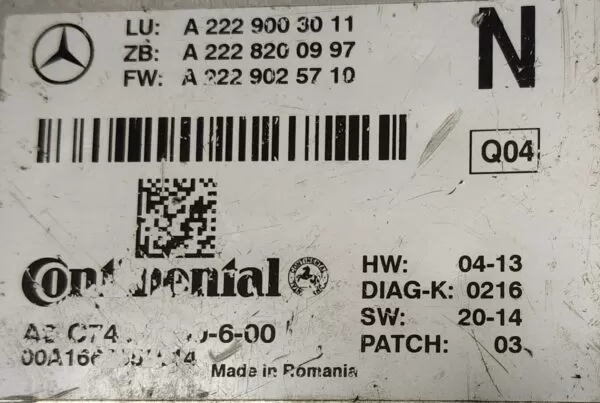 LU: A 222 900 30 11
ZB: A 222 820 09 97
FW: A 222 902 57 10
N
Q04
Continental
CONTINENTAL
HW: 04-13
DIAG-K: 0216
SW: 20-14
PATCH: 03
Made in Romania